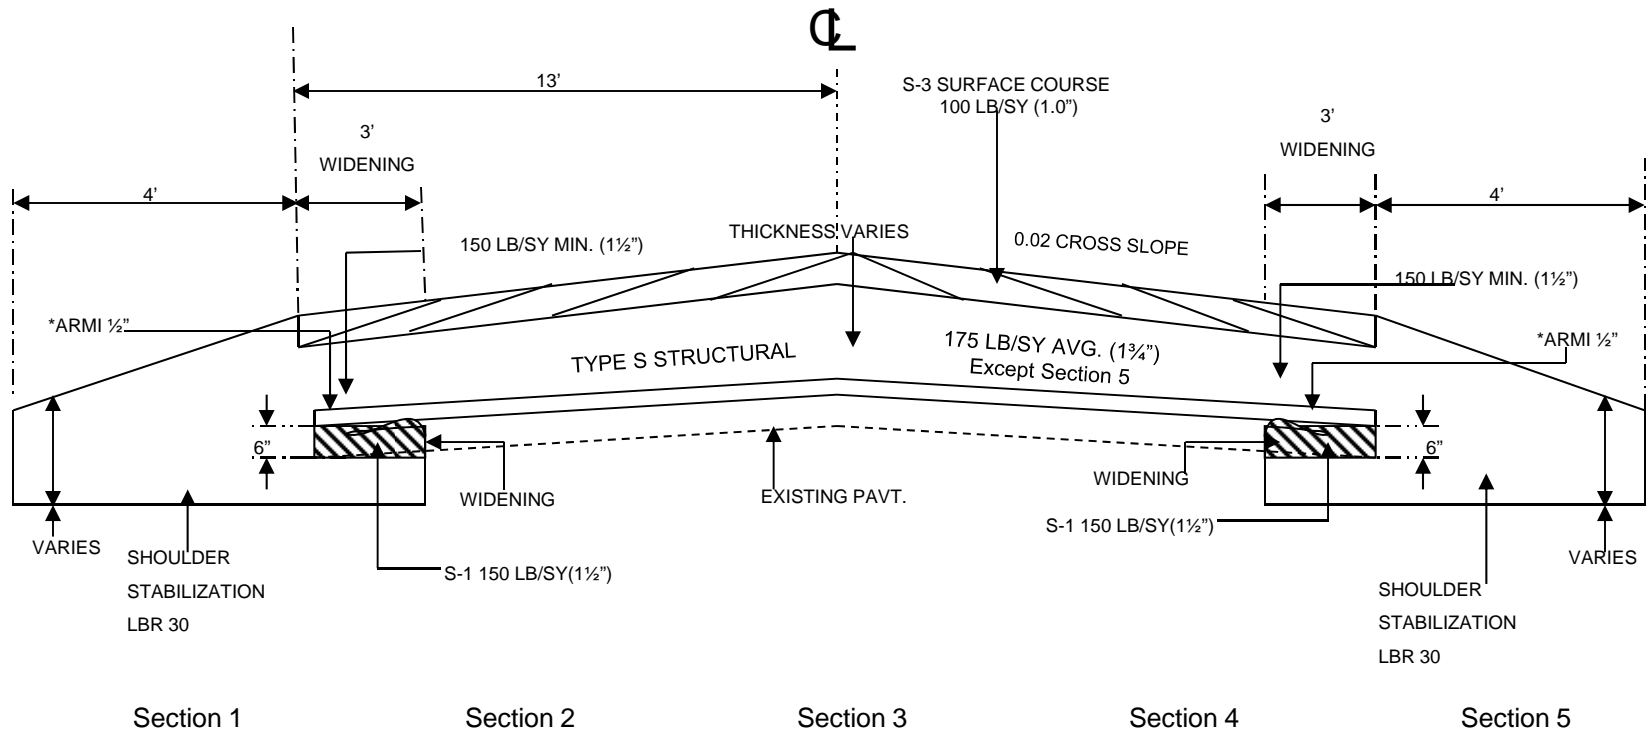 ℄
13’
S-3 SURFACE COURSE
100 LB/SY (1.0”)
3’
WIDENING
3’
WIDENING
4’
4’
150 LB/SY MIN. (1½”)
THICKNESS VARIES
0.02 CROSS SLOPE
150 LB/SY MIN. (1½”)
*ARMI ½”
*ARMI ½”
TYPE S STRUCTURAL
175 LB/SY AVG. (1¾”)
Except Section 5
6”
6”
WIDENING
EXISTING PAVT.
WIDENING
S-1 150 LB/SY(1½”)
VARIES
VARIES
SHOULDER
STABILIZATION
LBR 30
S-1 150 LB/SY(1½”)
SHOULDER
STABILIZATION
LBR 30
Section 1
Section 2
Section 3
Section 4
Section 5